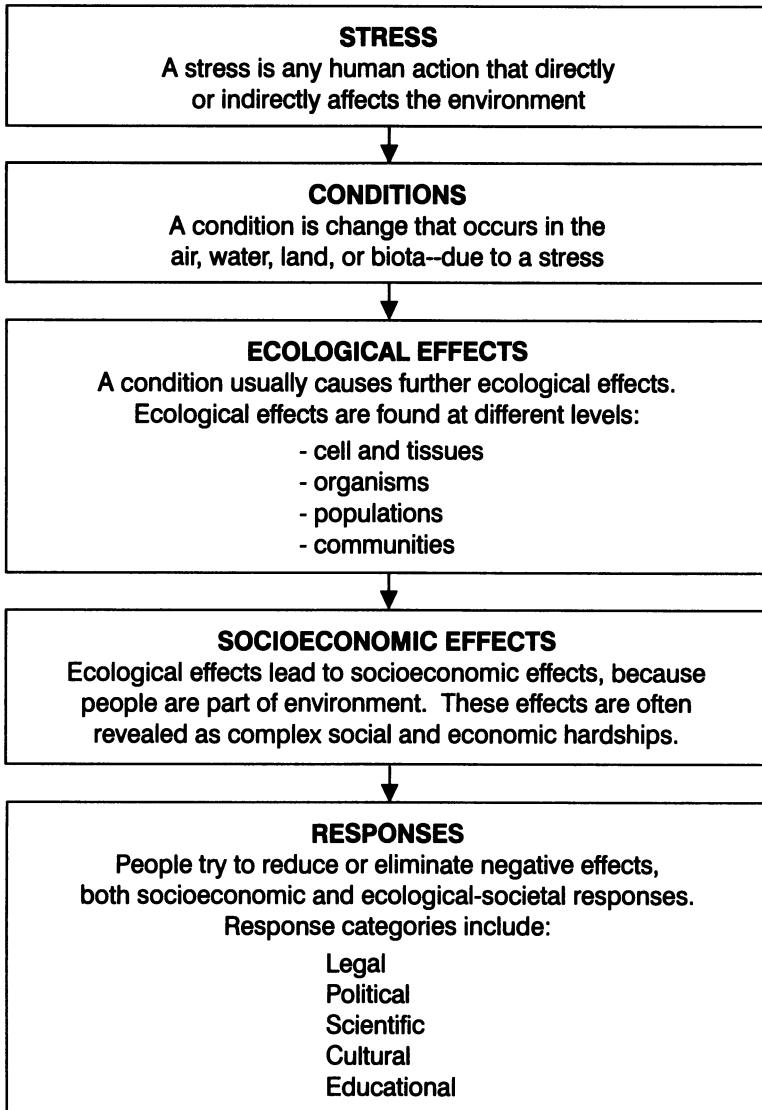 STRESS
A stress is any human action that directly
or indirectly affects the environment
CONDITIONS
A condition is change that occurs in the
air, water, land, or biota--due to a stress
ECOLOGICAL EFFECTS
A condition usually causes further ecological effects.
Ecological effects are found at different levels:
- cell and tissues
- organisms
- populations
- communities
SOCIOECONOMIC EFFECTS
Ecological effects lead to socioeconomic effects, because
people are part of environment. These effects are often
revealed as complex social and economic hardships.
RESPONSES
People try to reduce or eliminate negative effects,
both socioeconomic and ecological-societal responses.
Response categories include:
Legal
Political
Scientific
Cultural
Educational